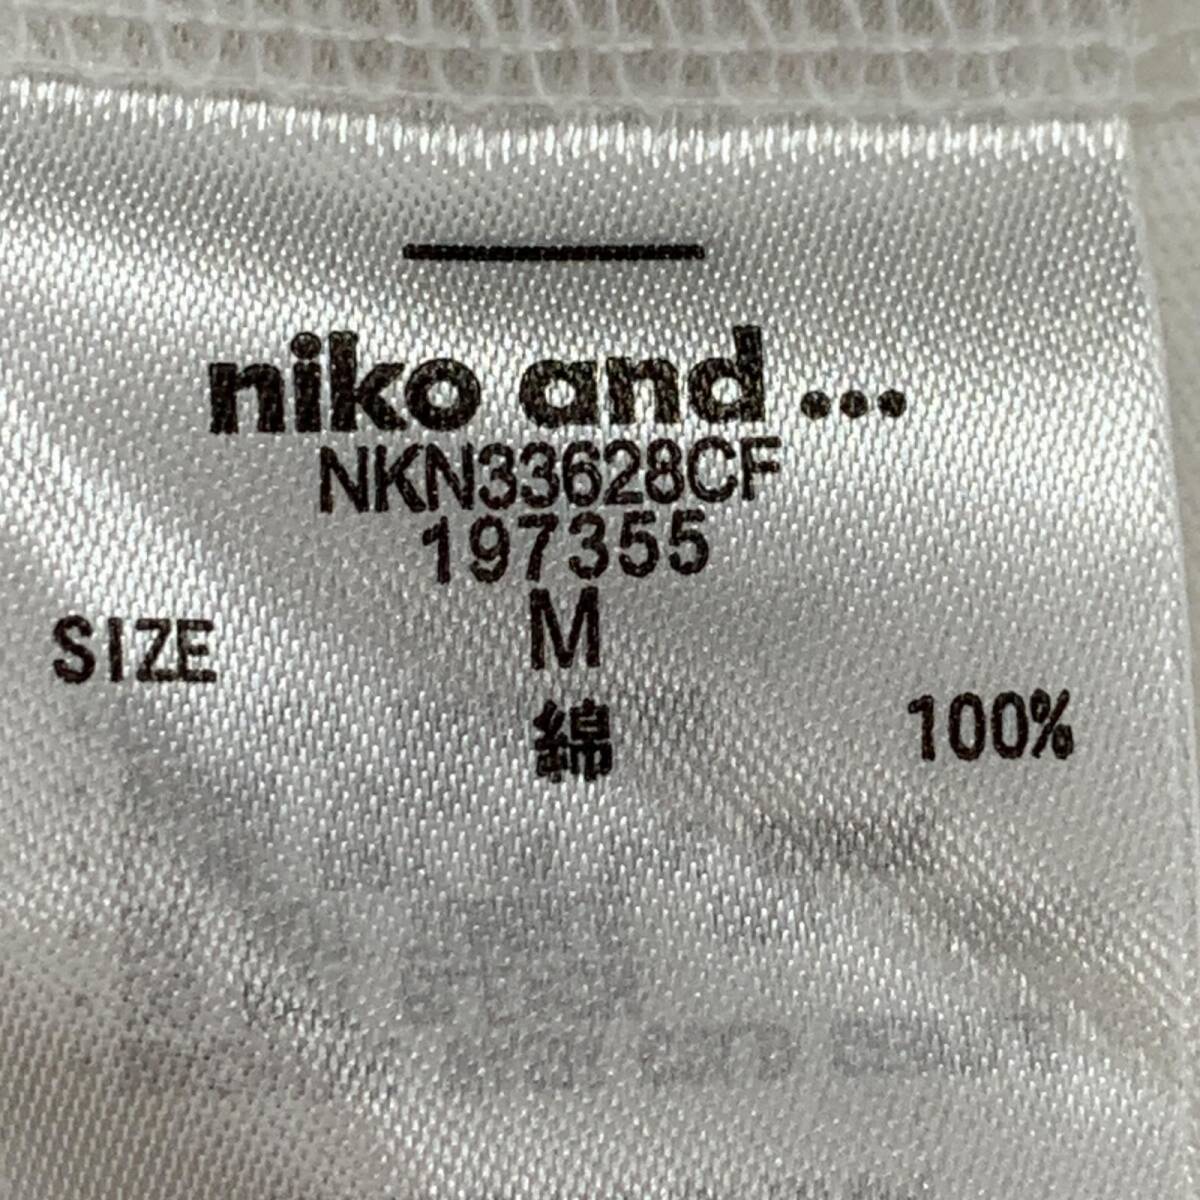 niko and ...
NKN33628CF
197355
SIZE M
綿 100%